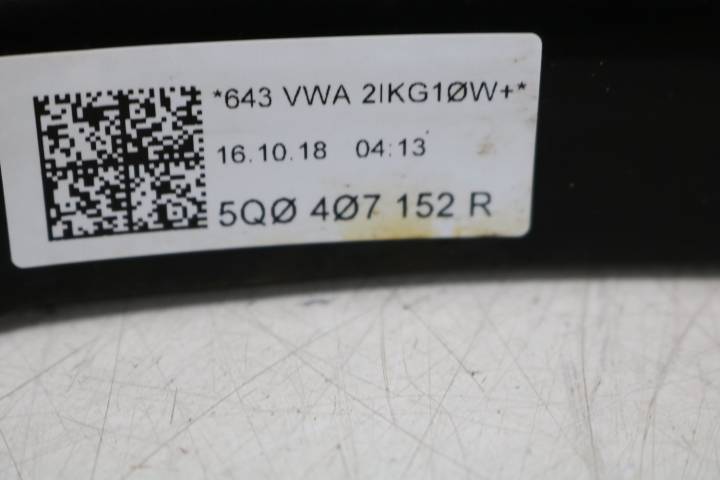 *643 VWA 2IKG1ØW+*
16.10.18 04:13
5QØ 4Ø7 152 R